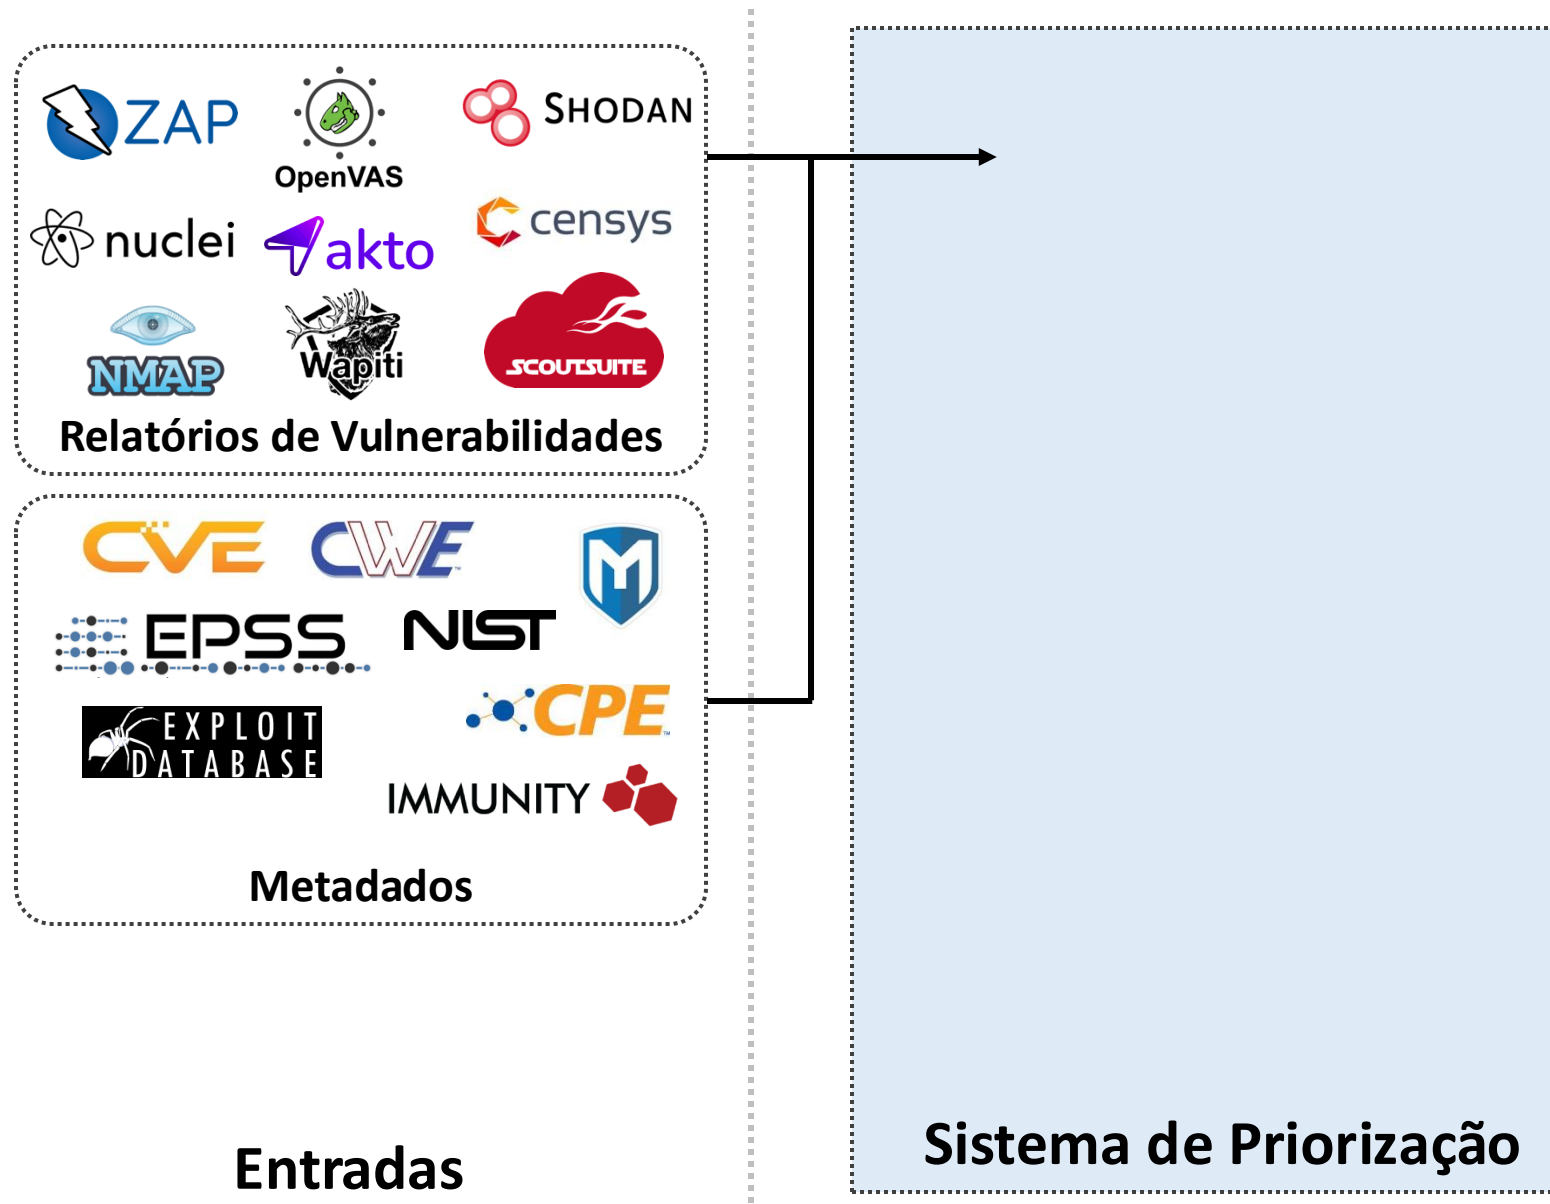 ZAP
OpenVAS
SHODAN
nuclei
akto
censys
NMAP
Wapiti
SCOUTSUITE
Relatórios de Vulnerabilidades
CVE
CWE
M
EPSS
NIST
CPE
EXPLOIT
DATABASE
IMMUNITY
Metadados
Entradas
Sistema de Priorização